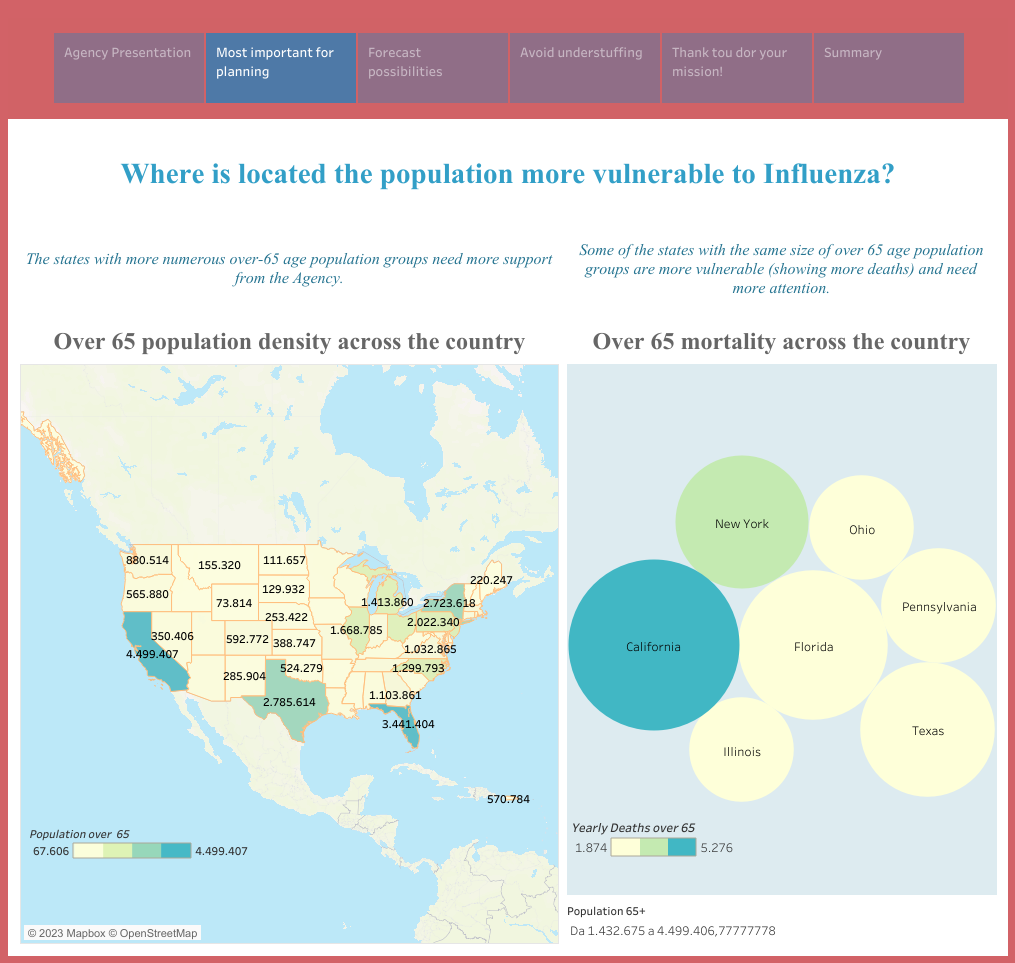 Agency Presentation
Most important for
planning
Forecast
possibilities
Avoid understuffing
Thank tou dor your
mission!
Summary
Where is located the population more vulnerable to Influenza?
The states with more numerous over-65 age population groups need more support
from the Agency.
Some of the states with the same size of over 65 age population
groups are more vulnerable (showing more deaths) and need
more attention.
Over 65 population density across the country
880.514
155.320
111.657
565.880
73.814
129.932
220.247
1.413.860
2.723.618
253.422
2.022.340
350.406
592.772
388.747
1.668.785
4.499.407
1.032.865
285.904
524.279
1.299.793
2.785.614
1.103.861
3.441.404
570.784
Population over 65
67.606
4.499.407
© 2023 Mapbox © OpenStreetMap
Over 65 mortality across the country
New York
Ohio
Pennsylvania
California
Florida
Texas
Illinois
Yearly Deaths over 65
1.874
5.276
Population 65+
Da 1.432.675 a 4.499.406,77777778